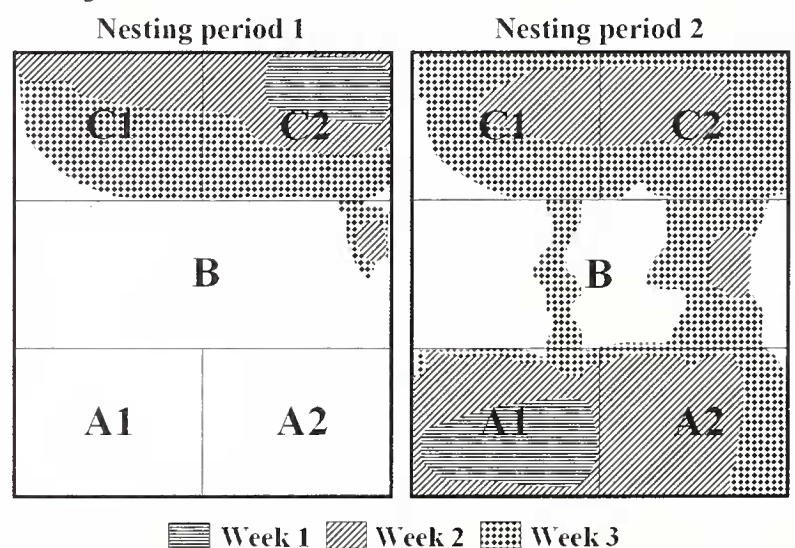 Nesting period 1 Nesting period 2
C1 C2 C1 C2
B B
A1 A2 A1 A2
Week 1 Week 2 Week 3